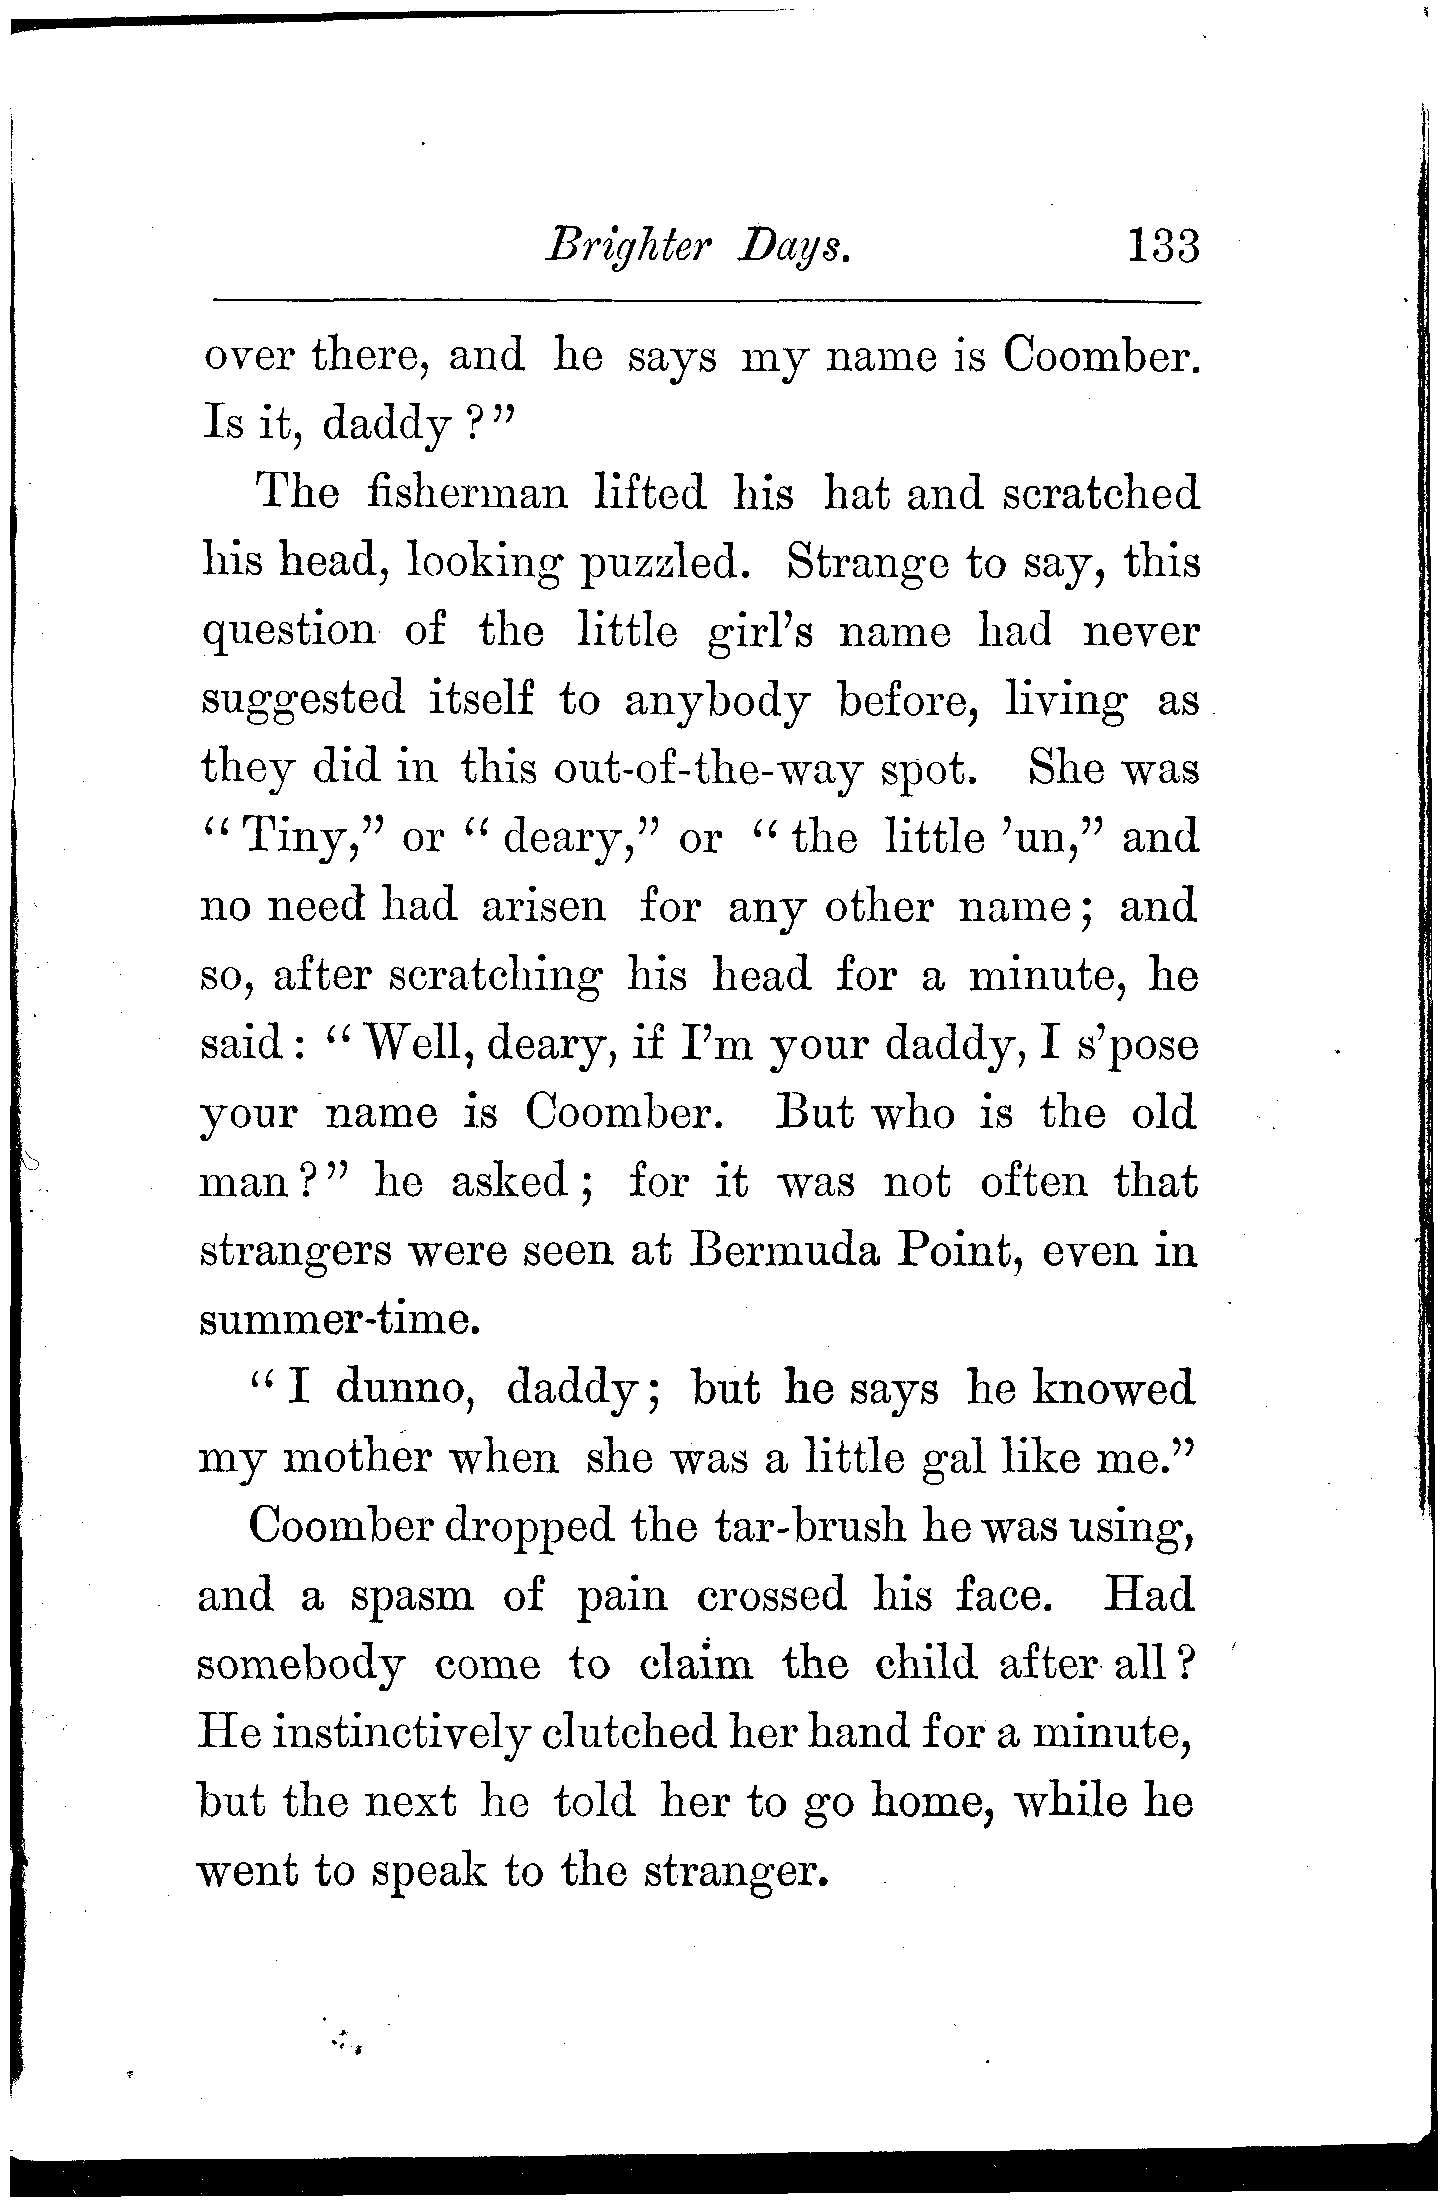 Brighter Days. 133
over there, and he says my name is Coomber.
Is it, daddy?"
The fisherman lifted his hat and scratched
his head, looking puzzled. Strange to say, this
question of the little girl's name had never
suggested itself to anybody before, living as
they did in this out-of-the-way spot. She was
"Tiny," or "deary," or "the little 'un," and
no need had arisen for any other name; and
so, after scratching his head for a minute, he
said: "Well, deary, if I'm your daddy, I s'pose
your name is Coomber. But who is the old
man?" he asked; for it was not often that
strangers were seen at Bermuda Point, even in
summer-time.
"I dunno, daddy; but he says he knowed
my mother when she was a little gal like me."
Coomber dropped the tar-brush he was using,
and a spasm of pain crossed his face. Had
somebody come to claim the child after all?
He instinctively clutched her hand for a minute,
but the next he told her to go home, while he
went to speak to the stranger.